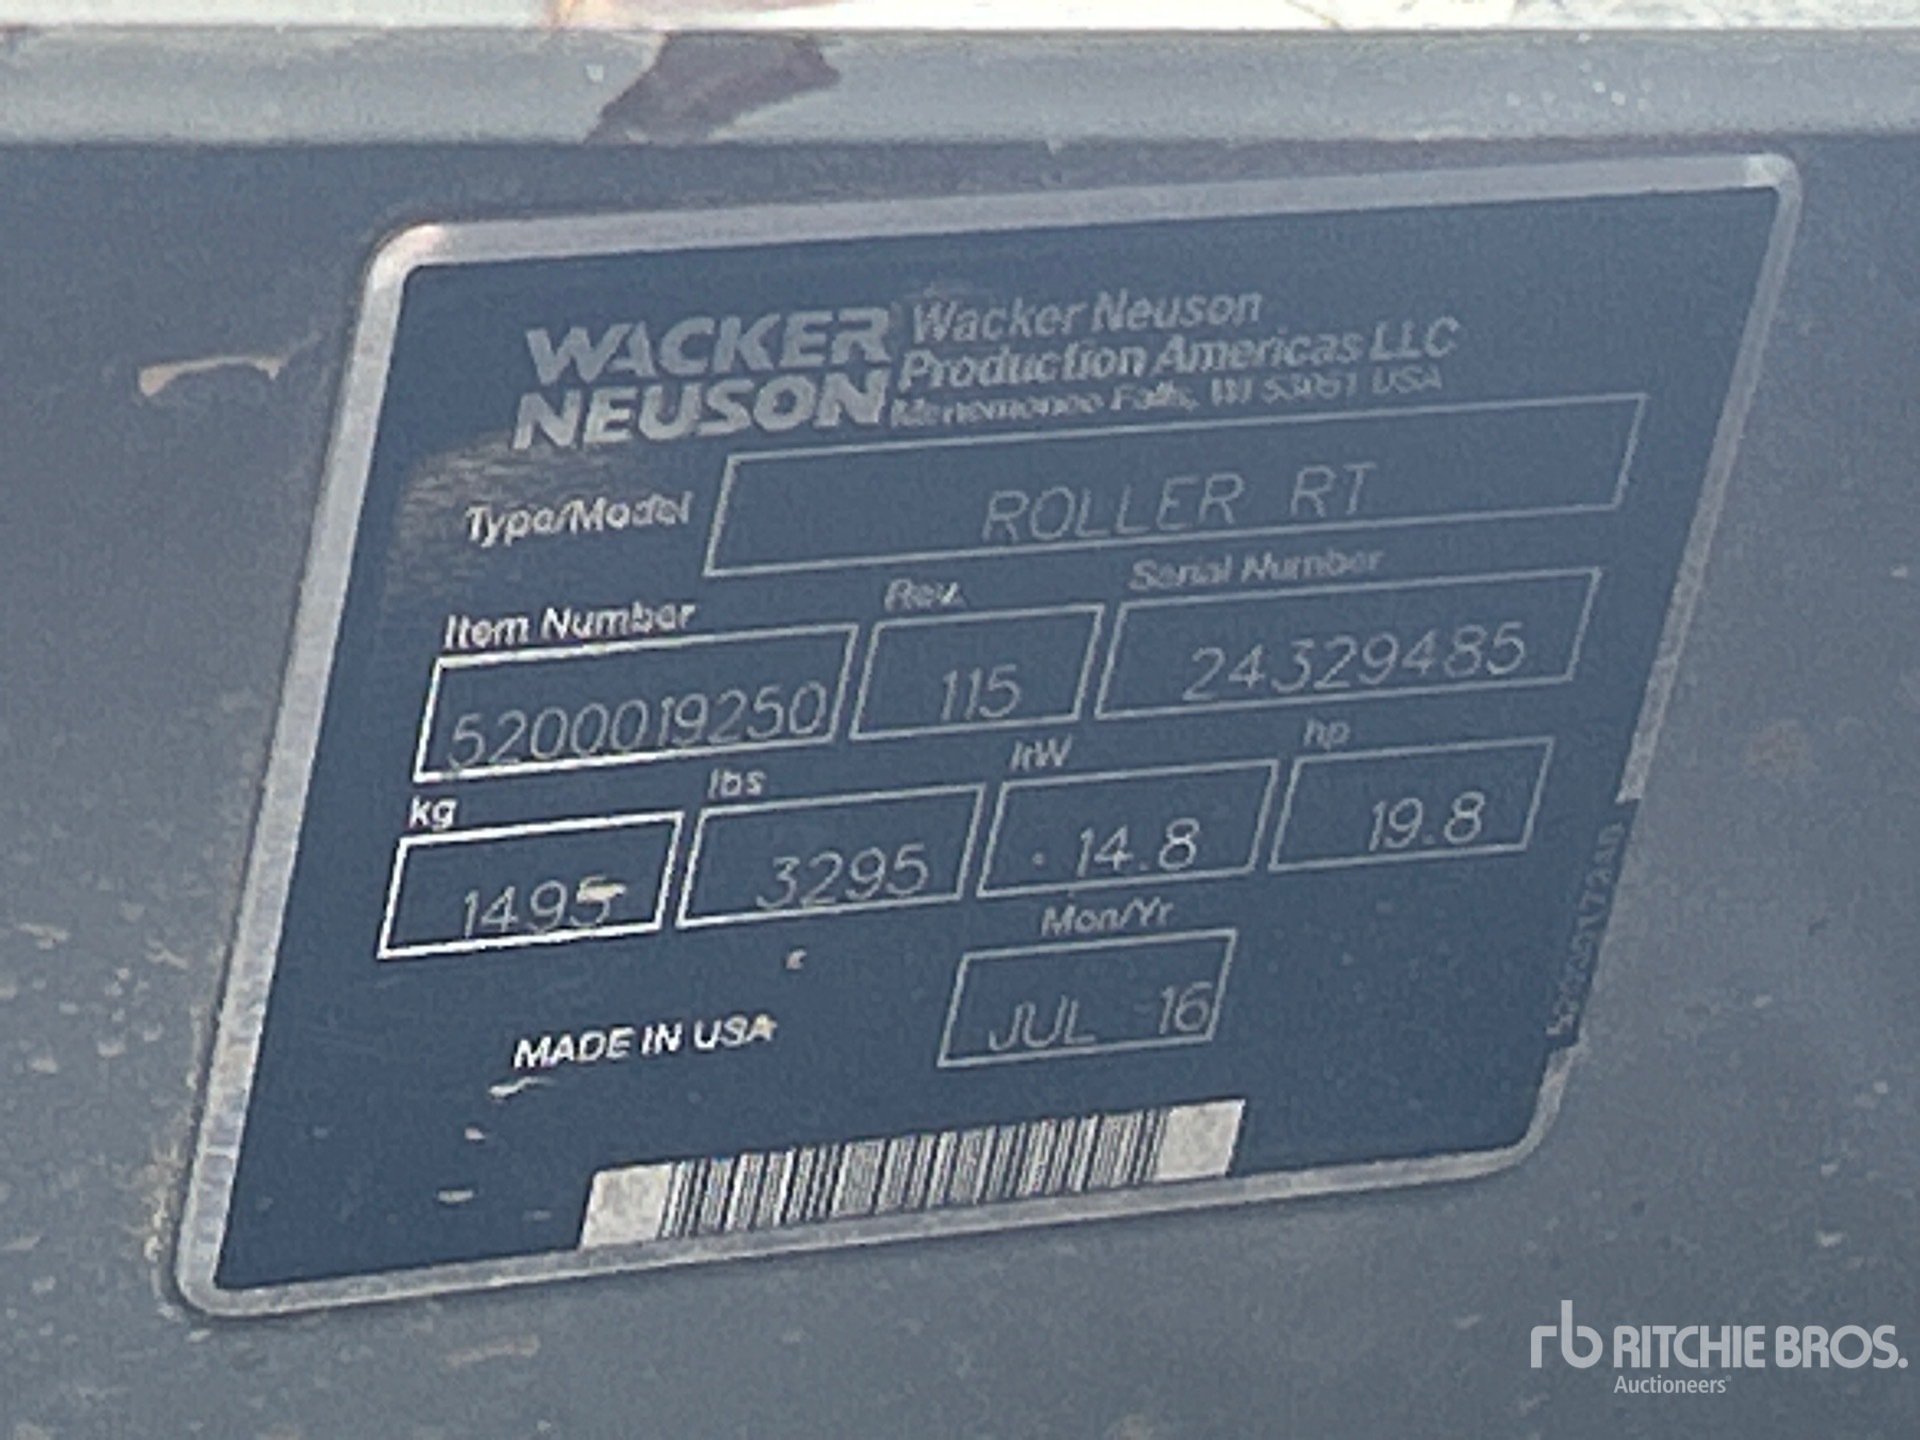 WACKER
NEUSON
Wacker Neuson
Production Americas LLC
Menomonee Falls, WI 53051 USA
Type/Model
ROLLER RT
Item Number
Rev.
Serial Number
5200019250
115
24329485
kg
lbs
kW
hp
1495
3295
14.8
19.8
Mon/Yr
MADE IN USA
JUL 16
rb RITCHIE BROS.
Auctioneers